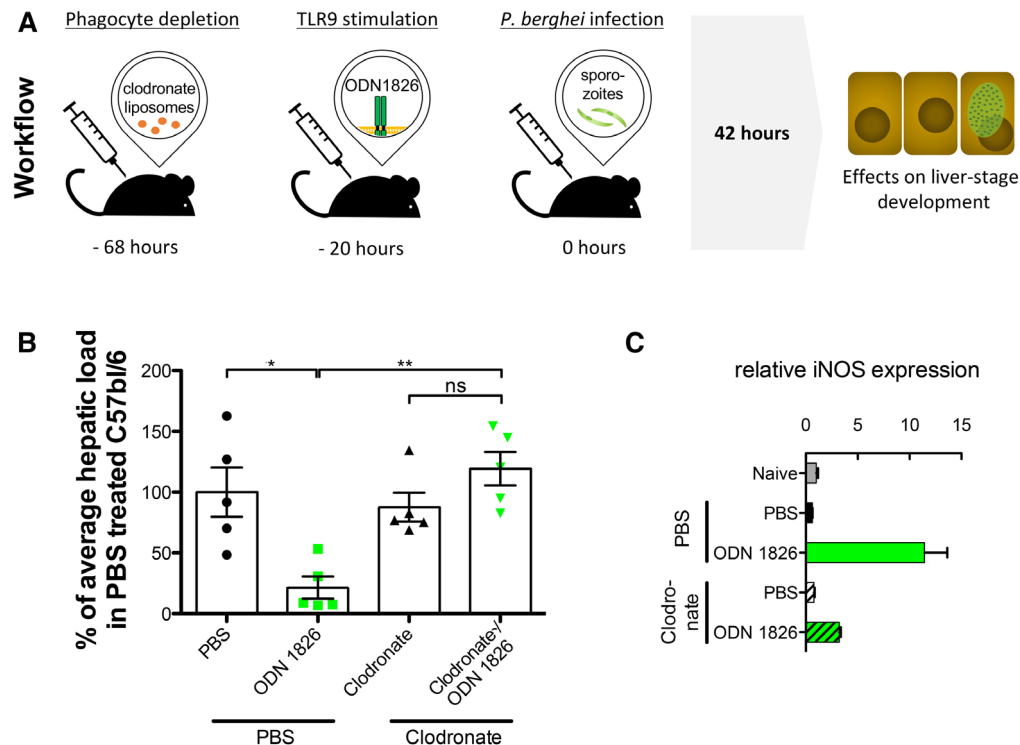 A
Phagocyte depletion
TLR9 stimulation
P. berghei infection
Workflow
clodronate
liposomes
ODN1826
sporo-
zoites
42 hours
Effects on liver-stage
development
- 68 hours
- 20 hours
0 hours
B
% of average hepatic load
in PBS treated C57bl/6
200
150
100
50
0
*
**
ns
PBS
ODN 1826
Clodronate
Clodronate-/
ODN 1826
PBS
Clodronate
C
relative iNOS expression
0 5 10 15
Naive
PBS
PBS
ODN 1826
Clodro-
nate
PBS
ODN 1826